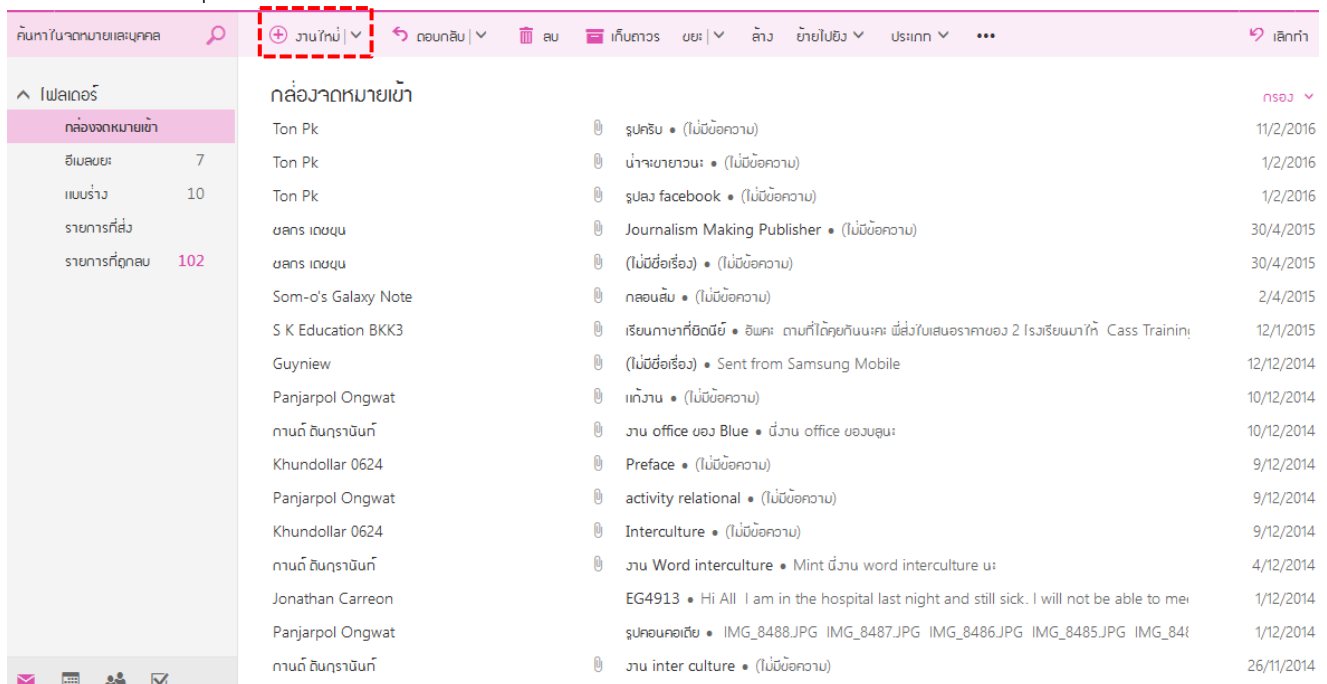 ค้นหาในจดหมายและบุคคล
งานใหม่ ตอบกลับ ลบ เก็บถาวร ขยะ ล้าง ย้ายไปยัง ประเภท ••• เลิกทำ
โฟลเดอร์
กล่องจดหมายเข้า
อีเมลขยะ 7
แบบร่าง 10
รายการที่ส่ง
รายการที่ถูกลบ 102
กล่องจดหมายเข้า กรอง
Ton Pk รูปครับ • (ไม่มีข้อความ) 11/2/2016
Ton Pk น่าจะขายาวนะ • (ไม่มีข้อความ) 1/2/2016
Ton Pk รูปลง facebook • (ไม่มีข้อความ) 1/2/2016
ชลกร เดชขุน Journalism Making Publisher • (ไม่มีข้อความ) 30/4/2015
ชลกร เดชขุน (ไม่มีชื่อเรื่อง) • (ไม่มีข้อความ) 30/4/2015
Som-o's Galaxy Note กลอนส้ม • (ไม่มีข้อความ) 2/4/2015
S K Education BKK3 เรียนภาษาที่ซิดนีย์ • อิฟคะ ตามที่ได้คุยกันนะคะ พี่ส่งใบเสนอราคาของ 2 โรงเรียนมาให้ Cass Training 12/1/2015
Guyniew (ไม่มีชื่อเรื่อง) • Sent from Samsung Mobile 12/12/2014
Panjarpol Ongwat แก้งาน • (ไม่มีข้อความ) 10/12/2014
กานต์ ตันกุรานันท์ งาน office ของ Blue • นี่งาน office ของบลูนะ 10/12/2014
Khundollar 0624 Preface • (ไม่มีข้อความ) 9/12/2014
Panjarpol Ongwat activity relational • (ไม่มีข้อความ) 9/12/2014
Khundollar 0624 Interculture • (ไม่มีข้อความ) 9/12/2014
กานต์ ตันกุรานันท์ งาน Word interculture • Mint นี่งาน word interculture นะ 4/12/2014
Jonathan Carreon EG4913 • Hi All I am in the hospital last night and still sick. I will not be able to mee 1/12/2014
Panjarpol Ongwat รูปคอนคอเดีย • IMG_8488.JPG IMG_8487.JPG IMG_8486.JPG IMG_8485.JPG IMG_848 1/12/2014
กานต์ ตันกุรานันท์ งาน inter culture • (ไม่มีข้อความ) 26/11/2014